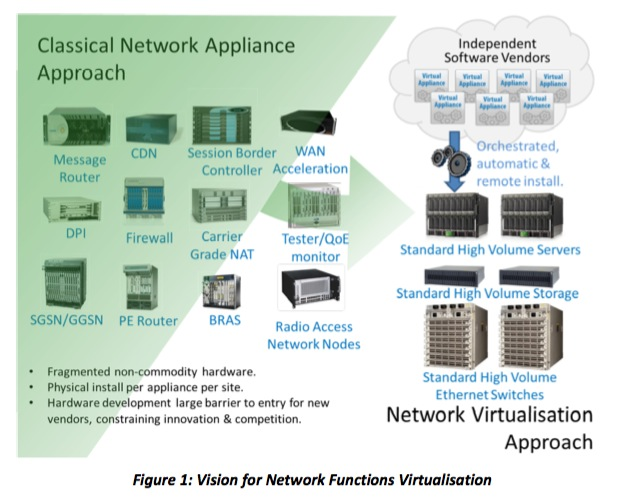 Classical Network Appliance
Approach
Message
Router
CDN
Session Border
Controller
WAN
Acceleration
DPI
Firewall
Carrier
Grade NAT
Tester/QoE
monitor
SGSN/GGSN
PE Router
BRAS
Radio Access
Network Nodes
• Fragmented non-commodity hardware.
• Physical install per appliance per site.
• Hardware development large barrier to entry for new
vendors, constraining innovation & competition.
Independent
Software Vendors
Virtual
Appliance
Virtual
Appliance
Virtual
Appliance
Virtual
Appliance
Virtual
Appliance
Virtual
Appliance
Virtual
Appliance
Orchestrated,
automatic &
remote install.
Standard High Volume Servers
Standard High Volume Storage
Standard High Volume
Ethernet Switches
Network Virtualisation
Approach
Figure 1: Vision for Network Functions Virtualisation